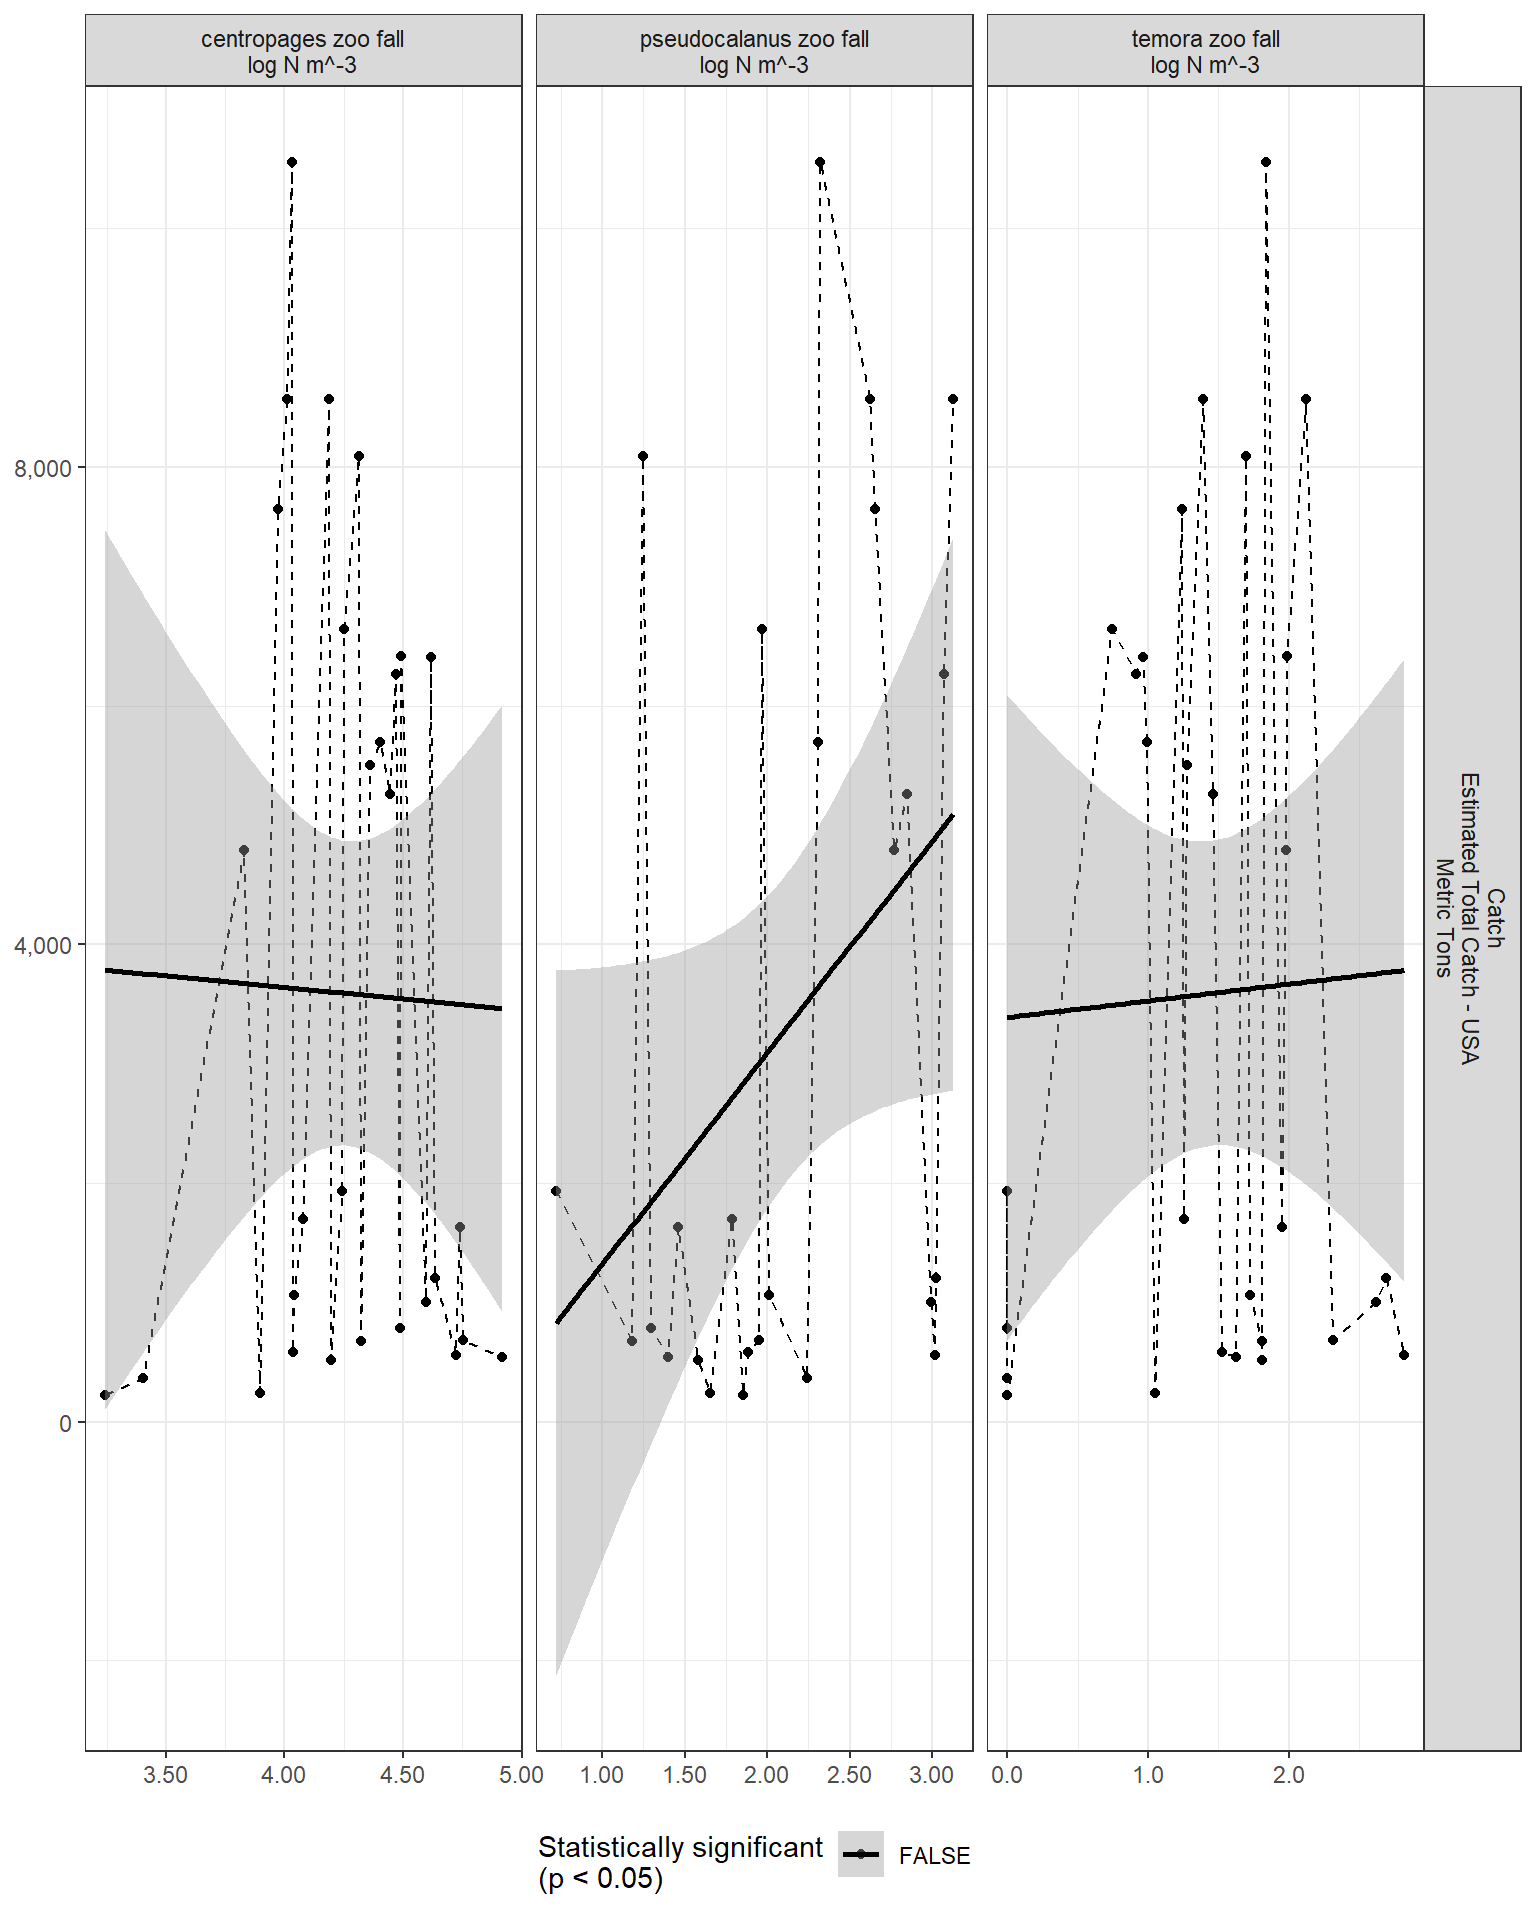 centropages zoo fall
log N m^-3
pseudocalanus zoo fall
log N m^-3
temora zoo fall
log N m^-3
8,000
4,000
0
Catch
Estimated Total Catch - USA
Metric Tons
3.50
4.00
4.50
5.00
1.00
1.50
2.00
2.50
3.00
0.0
1.0
2.0
Statistically significant
(p < 0.05)
FALSE